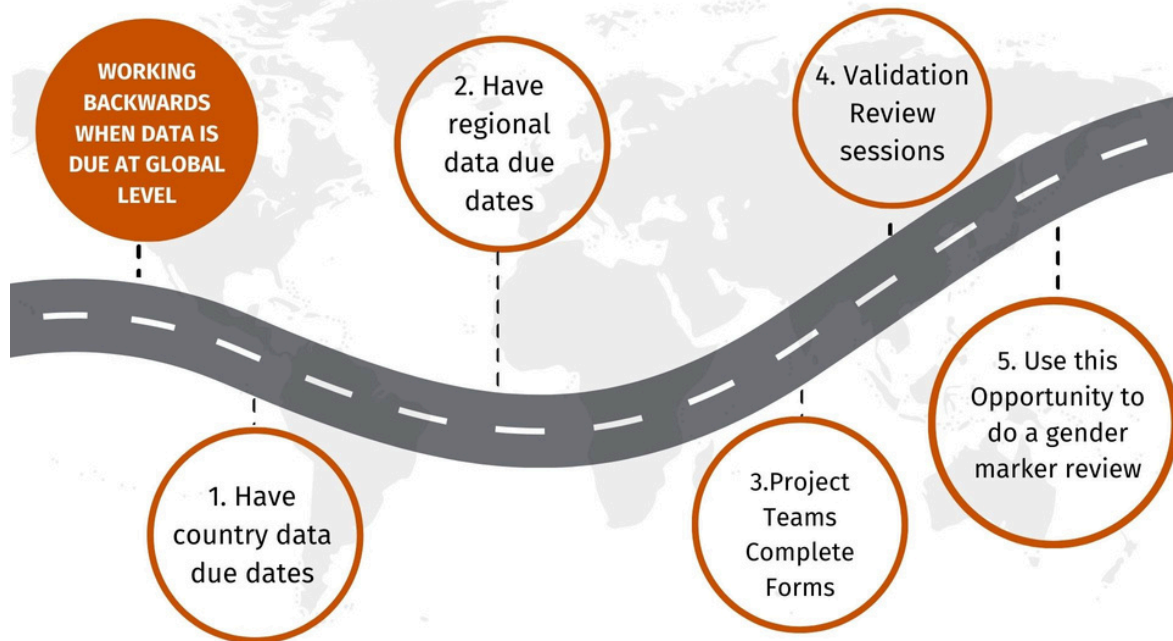 WORKING
BACKWARDS
WHEN DATA IS
DUE AT GLOBAL
LEVEL
1. Have
country data
due dates
2. Have
regional
data due
dates
3.Project
Teams
Complete
Forms
4. Validation
Review
sessions
5. Use this
Opportunity to
do a gender
marker review